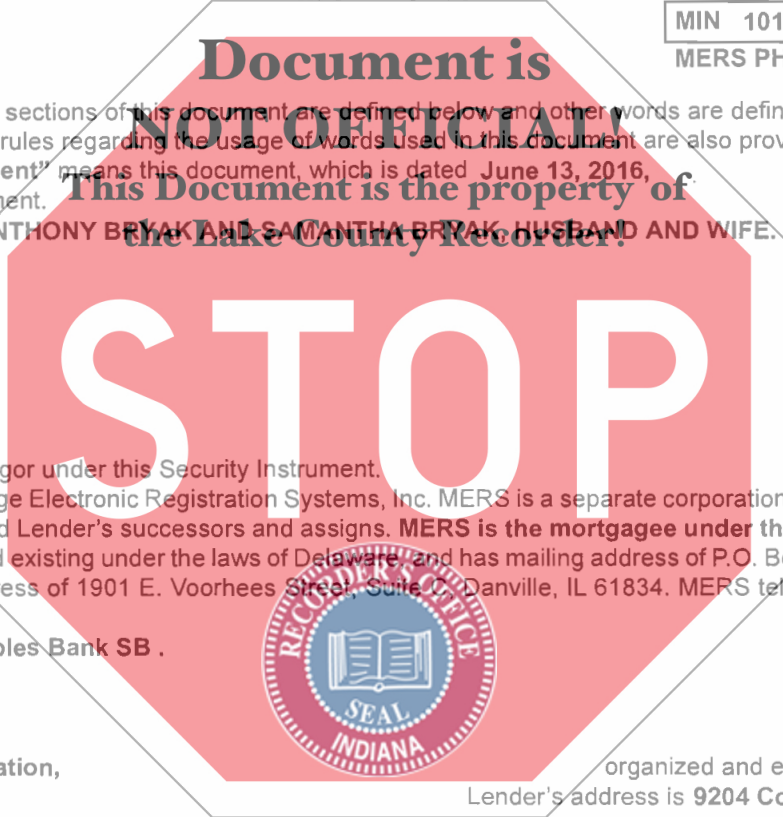 MIN 101
MERS PH
Document is
sections of this document are defined below and other words are defin
NOT OFFICIAL!
rules regarding the usage of words used in this document are also prov
ent” means this document, which is dated June 13, 2016,
This Document is the property of
ent.
NTHONY BRYAK AND SAMANTHA BRYAK, HUSBAND AND WIFE.
the Lake County Recorder!
STOP
gor under this Security Instrument.
ge Electronic Registration Systems, Inc. MERS is a separate corporation
d Lender's successors and assigns. MERS is the mortgagee under th
d existing under the laws of Delaware, and has mailing address of P.O. B
ess of 1901 E. Voorhees Street, Suite C, Danville, IL 61834. MERS tel
ples Bank SB .
RECORDER'S OFFICE
SEAL
INDIANA
ation,
organized and e
Lender's address is 9204 Co